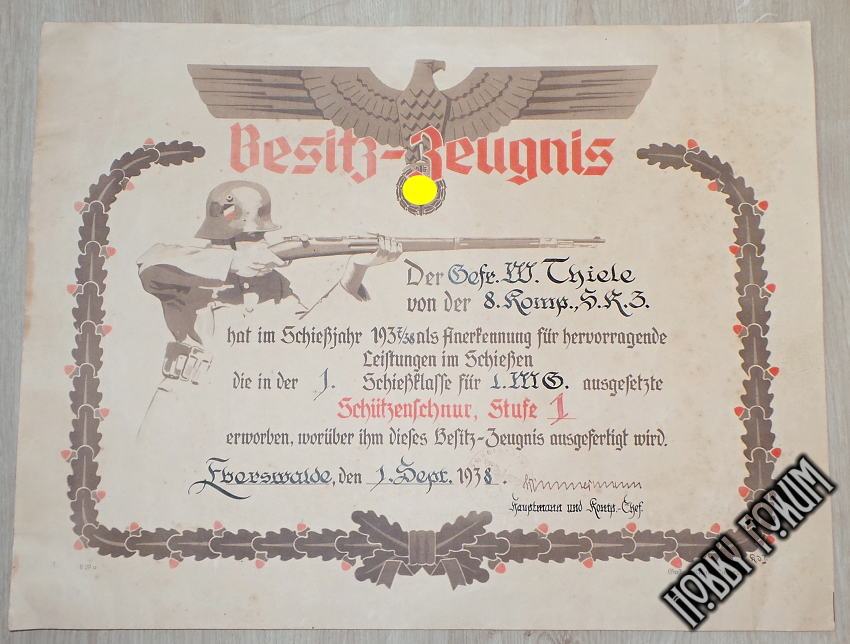 Besitz-Zeugnis
Der Gefr. W. Thiele
von der 8. Komp., S.R.3.
hat im Schießjahr 1937/38 als Anerkennung für hervorragende
Leistungen im Schießen
die in der 1. Schießklasse für l.MG. ausgesetzte
Schützenschnur, Stufe 1
erworben, worüber ihm dieses Besitz-Zeugnis ausgefertigt wird.
Eberswalde, den 1. Sept. 1938.
Hauptmann und Komp.-Chef
HOBBY FORUM